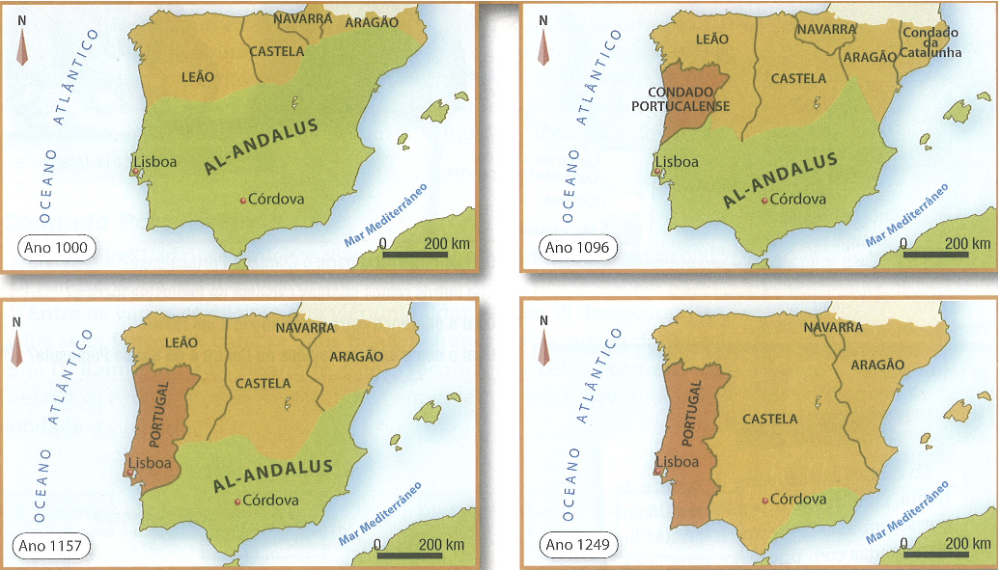 N
OCEANO ATLÂNTICO
NAVARRA
ARAGÃO
CASTELA
LEÃO
AL-ANDALUS
Lisboa
Córdova
Mar Mediterrâneo
Ano 1000
0 200 km
N
OCEANO ATLÂNTICO
LEÃO
NAVARRA
Condado
da
Catalunha
ARAGÃO
CASTELA
CONDADO
PORTUCALENSE
Lisboa
AL-ANDALUS
Córdova
Mar Mediterrâneo
Ano 1096
0 200 km
N
OCEANO ATLÂNTICO
LEÃO
NAVARRA
ARAGÃO
CASTELA
PORTUGAL
Lisboa
AL-ANDALUS
Córdova
Mar Mediterrâneo
Ano 1157
0 200 km
N
OCEANO ATLÂNTICO
NAVARRA
ARAGÃO
PORTUGAL
CASTELA
Lisboa
Córdova
Mar Mediterrâneo
Ano 1249
0 200 km